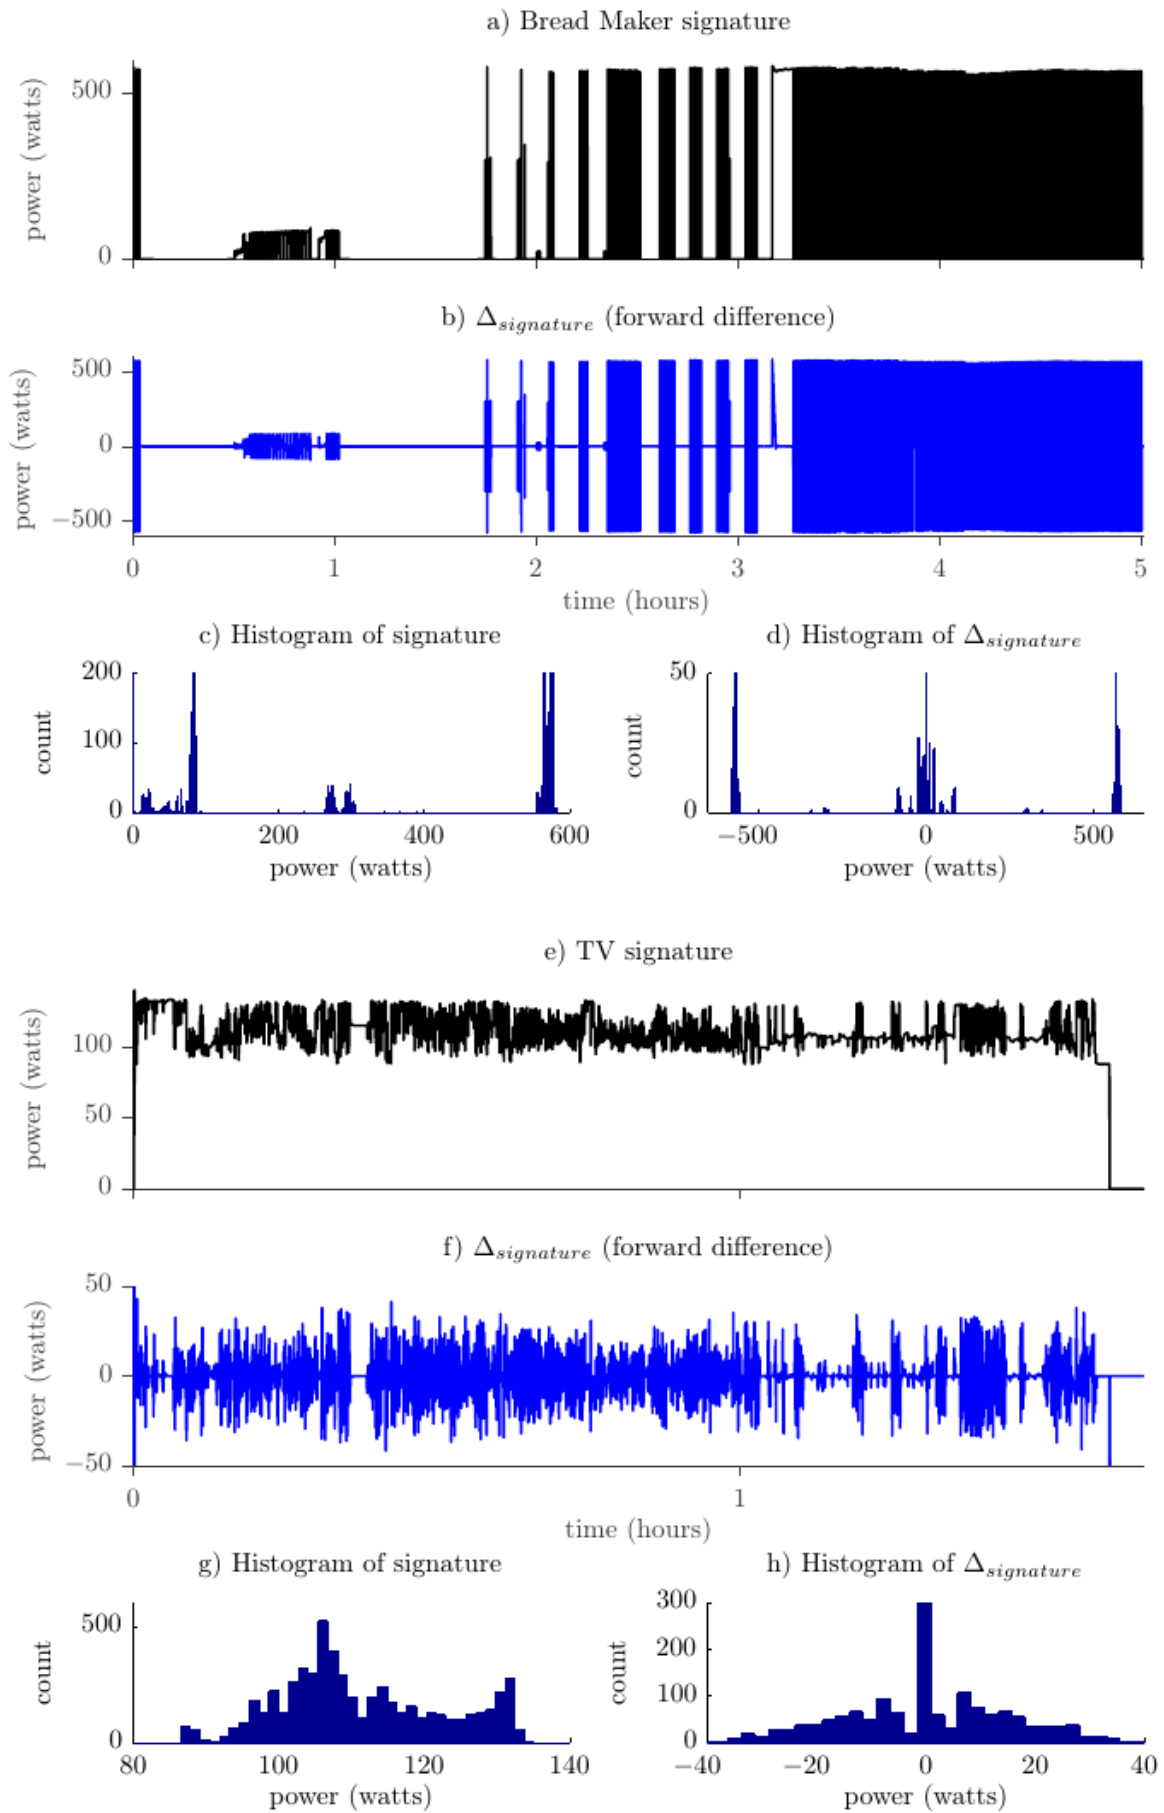 a) Bread Maker signature
power (watts)
500
0
b) Δsignature (forward difference)
power (watts)
500
0
−500
0 1 2 3 4 5
time (hours)
c) Histogram of signature
d) Histogram of Δsignature
count
200
100
0
0 200 400 600
power (watts)
count
50
0
−500 0 500
power (watts)
e) TV signature
power (watts)
100
50
0
f) Δsignature (forward difference)
power (watts)
50
0
−50
0 1
time (hours)
g) Histogram of signature
h) Histogram of Δsignature
count
500
0
80 100 120 140
power (watts)
count
300
200
100
0
−40 −20 0 20 40
power (watts)